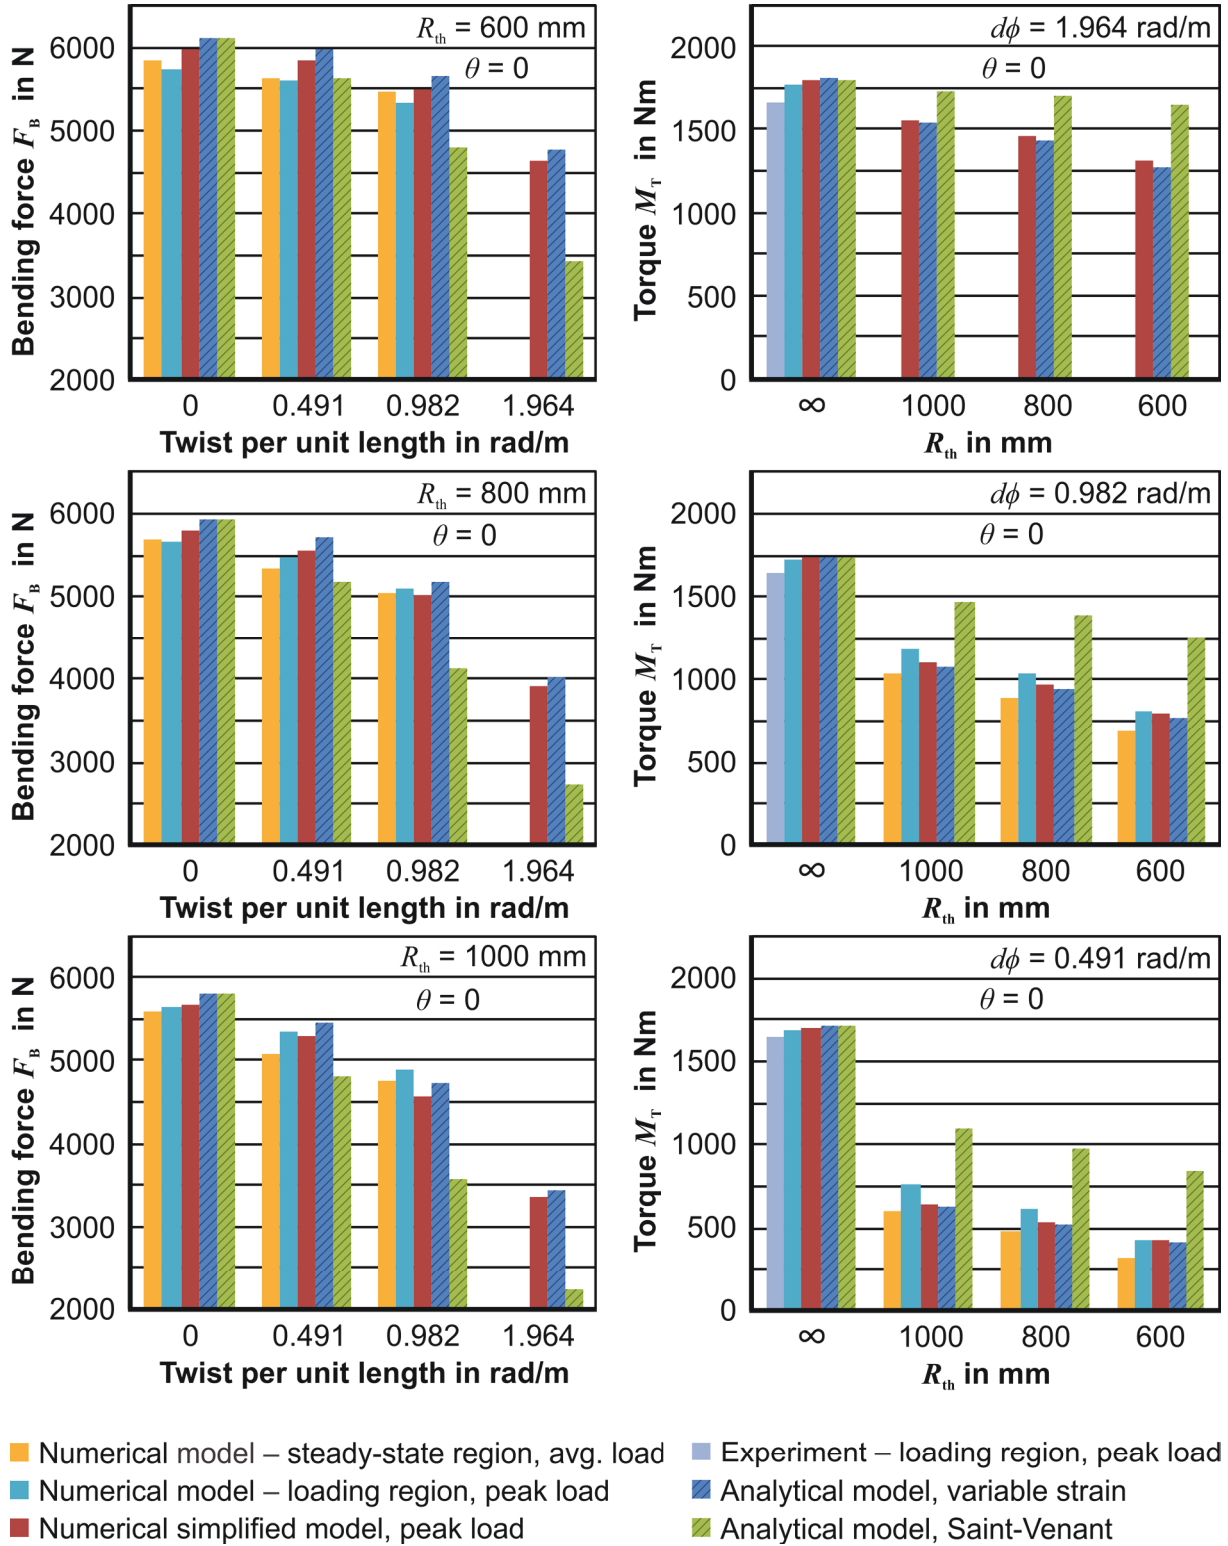 Bending force F_B in N
6000
5000
4000
3000
2000
R_th = 600 mm
θ = 0
0 0.491 0.982 1.964
Twist per unit length in rad/m
Torque M_T in Nm
2000
1500
1000
500
0
dϕ = 1.964 rad/m
θ = 0
∞ 1000 800 600
R_th in mm
Bending force F_B in N
6000
5000
4000
3000
2000
R_th = 800 mm
θ = 0
0 0.491 0.982 1.964
Twist per unit length in rad/m
Torque M_T in Nm
2000
1500
1000
500
0
dϕ = 0.982 rad/m
θ = 0
∞ 1000 800 600
R_th in mm
Bending force F_B in N
6000
5000
4000
3000
2000
R_th = 1000 mm
θ = 0
0 0.491 0.982 1.964
Twist per unit length in rad/m
Torque M_T in Nm
2000
1500
1000
500
0
dϕ = 0.491 rad/m
θ = 0
∞ 1000 800 600
R_th in mm
Numerical model – steady-state region, avg. load
Numerical model – loading region, peak load
Numerical simplified model, peak load
Experiment – loading region, peak load
Analytical model, variable strain
Analytical model, Saint-Venant